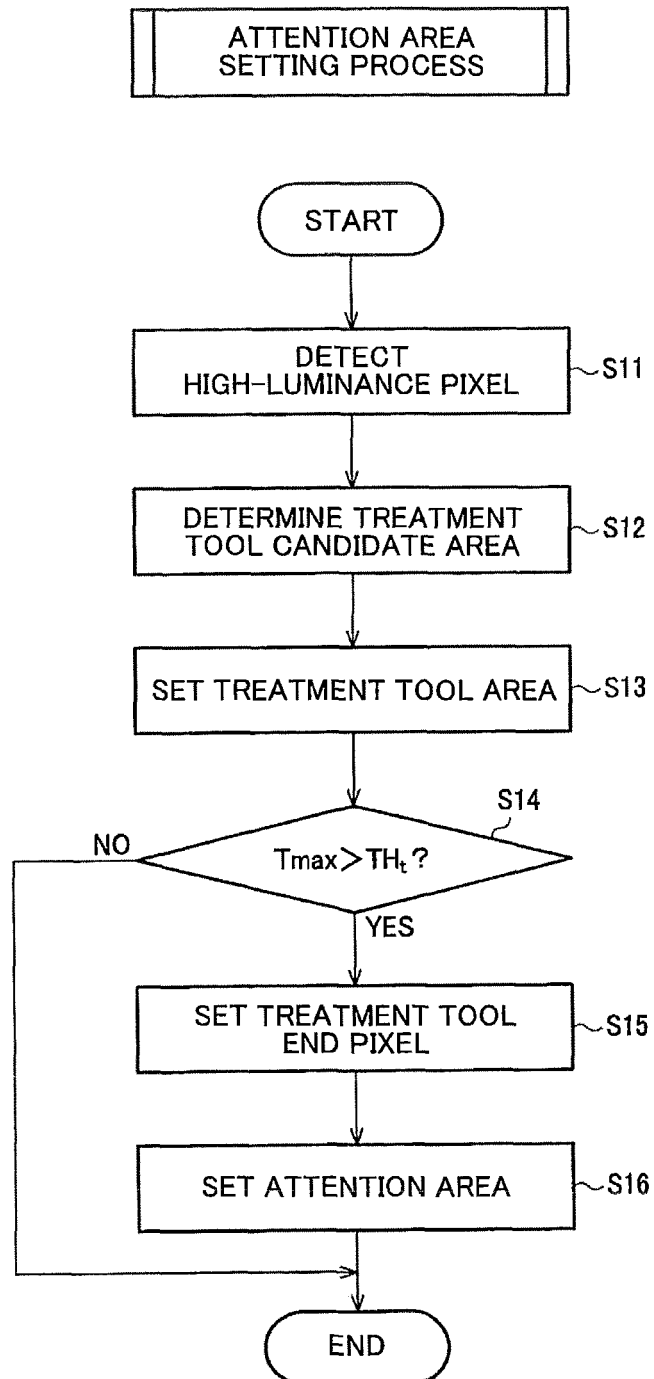 ATTENTION AREA
SETTING PROCESS
START
DETECT
HIGH-LUMINANCE PIXEL
S11
DETERMINE TREATMENT
TOOL CANDIDATE AREA
S12
SET TREATMENT TOOL AREA
S13
S14
NO
Tmax>THt?
YES
SET TREATMENT TOOL
END PIXEL
S15
SET ATTENTION AREA
S16
END